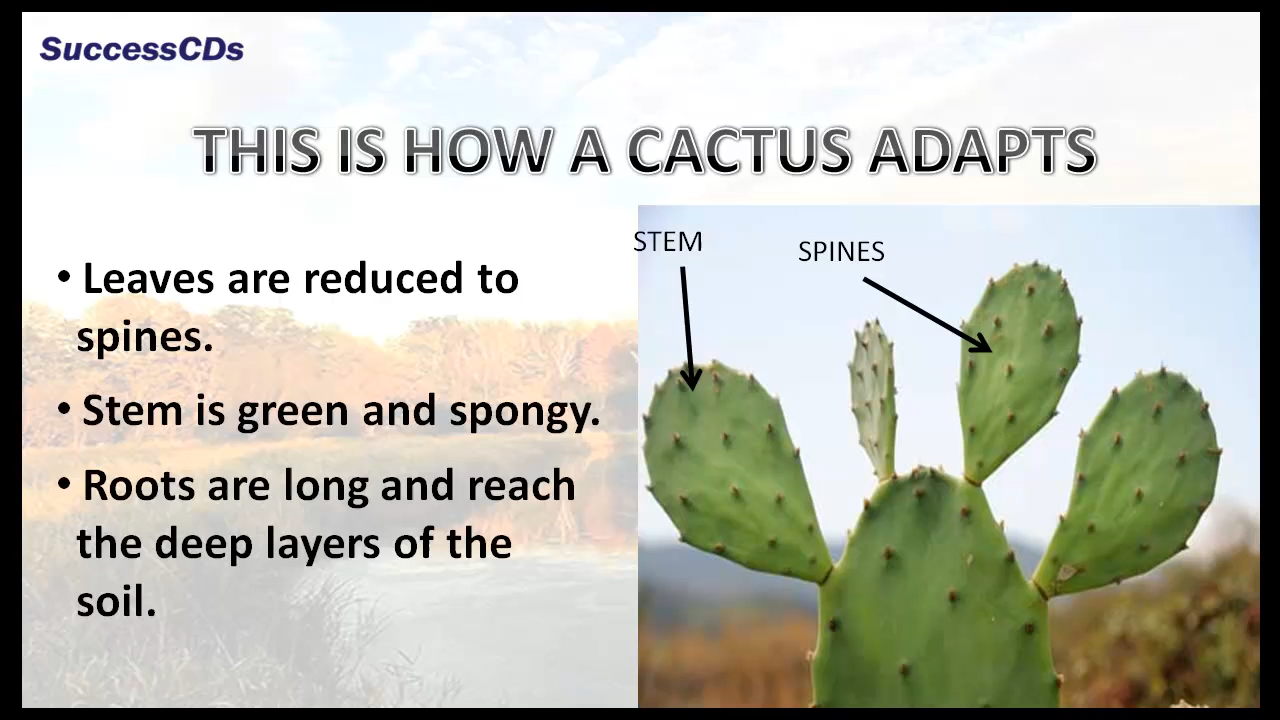 SuccessCDs
THIS IS HOW A CACTUS ADAPTS
• Leaves are reduced to
spines.
• Stem is green and spongy.
• Roots are long and reach
the deep layers of the
soil.
STEM
SPINES